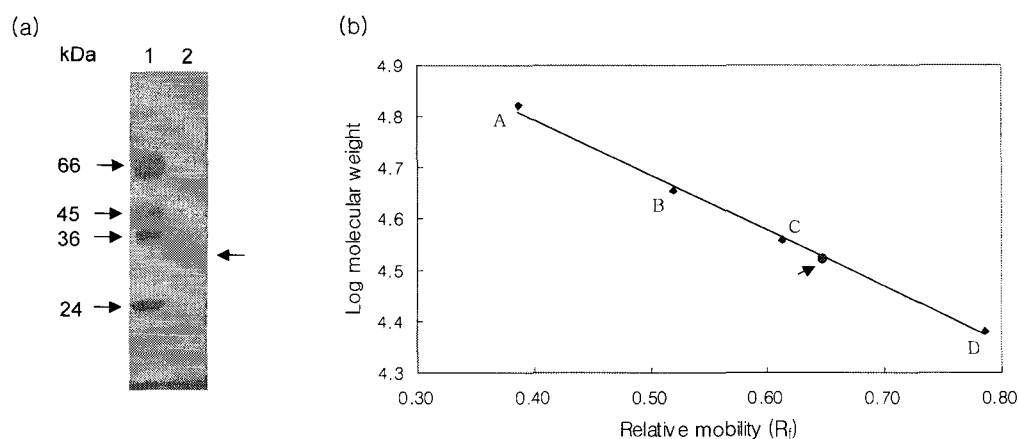 (a)
kDa 1 2
66
45
36
24
(b)
Log molecular weight
4.9
4.8
4.7
4.6
4.5
4.4
4.3
A
B
C
D
0.30 0.40 0.50 0.60 0.70 0.80
Relative mobility (Rf)